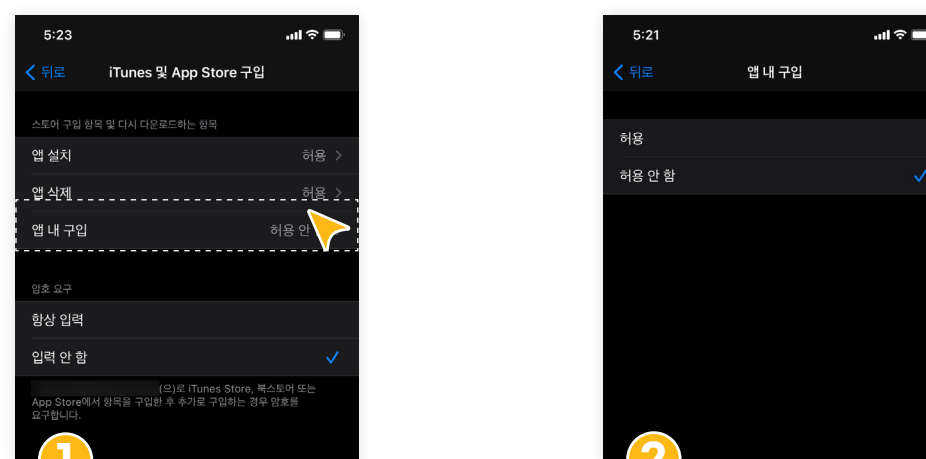 5:23
뒤로 iTunes 및 App Store 구입
스토어 구입 항목 및 다시 다운로드하는 항목
앱 설치 허용
앱 삭제 허용
앱 내 구입 허용 안
암호 요구
항상 입력
입력 안 함
(으)로 iTunes Store, 북스토어 또는
App Store에서 항목을 구입한 후 추가로 구입하는 경우 암호를
요구합니다.
1
5:21
뒤로 앱 내 구입
허용
허용 안 함
2